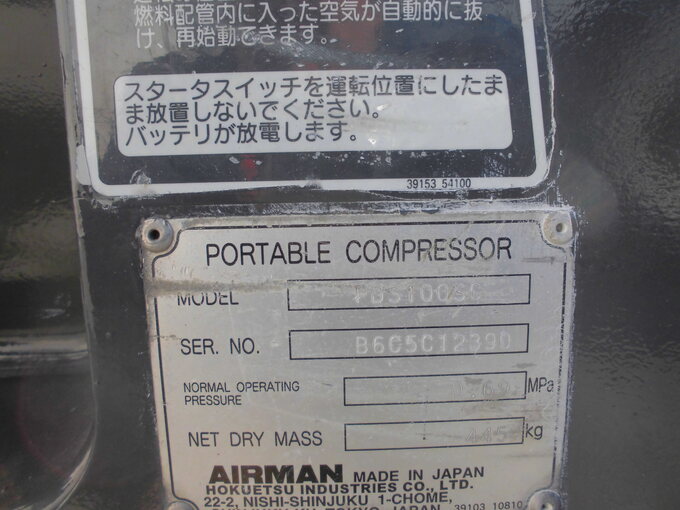 燃料配管内に入った空気が自動的に抜
け、再始動できます。
スタータスイッチを運転位置にしたま
ま放置しないでください。
バッテリが放電します。
39153 54100
PORTABLE COMPRESSOR
MODEL PDS100SC
SER. NO. B6C5C12390
NORMAL OPERATING
PRESSURE 0.69 MPa
NET DRY MASS 445 kg
AIRMAN MADE IN JAPAN
HOKUETSU INDUSTRIES CO., LTD.
22-2, NISHI-SHINJUKU 1-CHOME,
TOKYO JAPAN 39103 10810